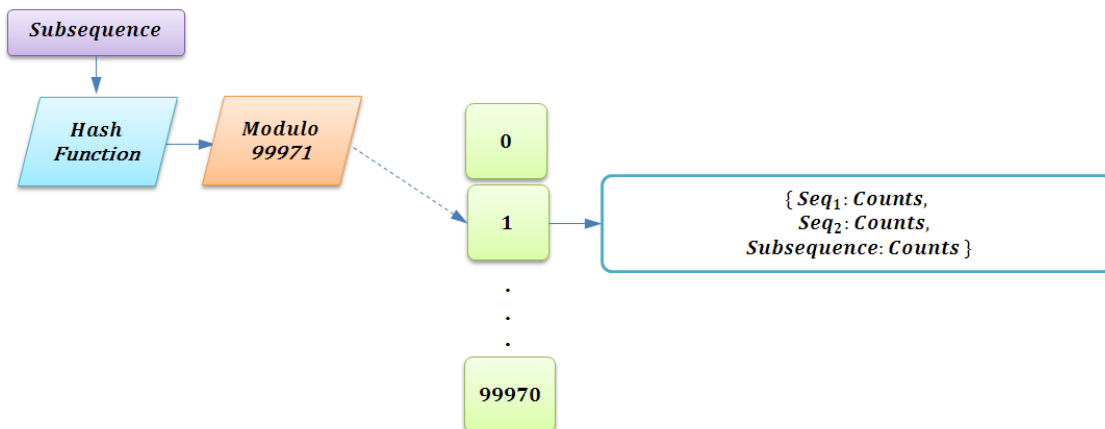 Subsequence
Hash
Function
Modulo
99971
0
1
.
.
.
99970
{ Seq₁: Counts,
Seq₂: Counts,
Subsequence: Counts }